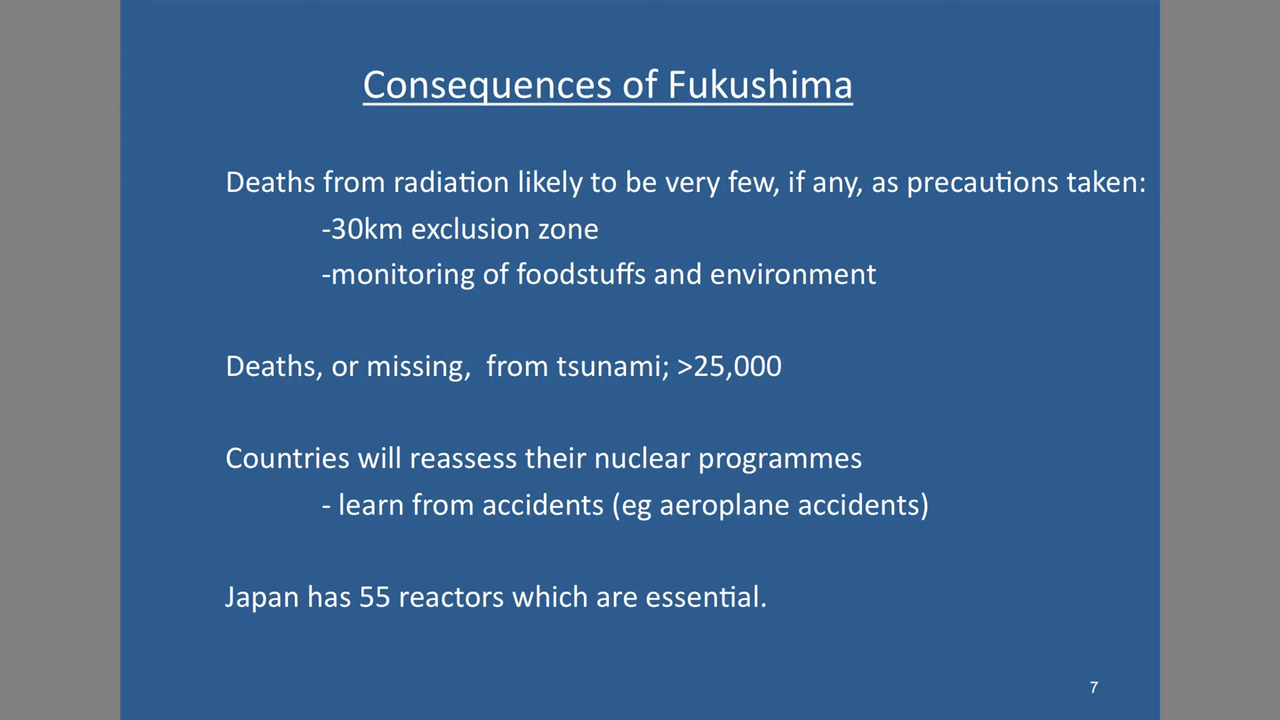 Consequences of Fukushima
Deaths from radiation likely to be very few, if any, as precautions taken:
-30km exclusion zone
-monitoring of foodstuffs and environment
Deaths, or missing,  from tsunami; >25,000
Countries will reassess their nuclear programmes
- learn from accidents (eg aeroplane accidents)
Japan has 55 reactors which are essential.
7